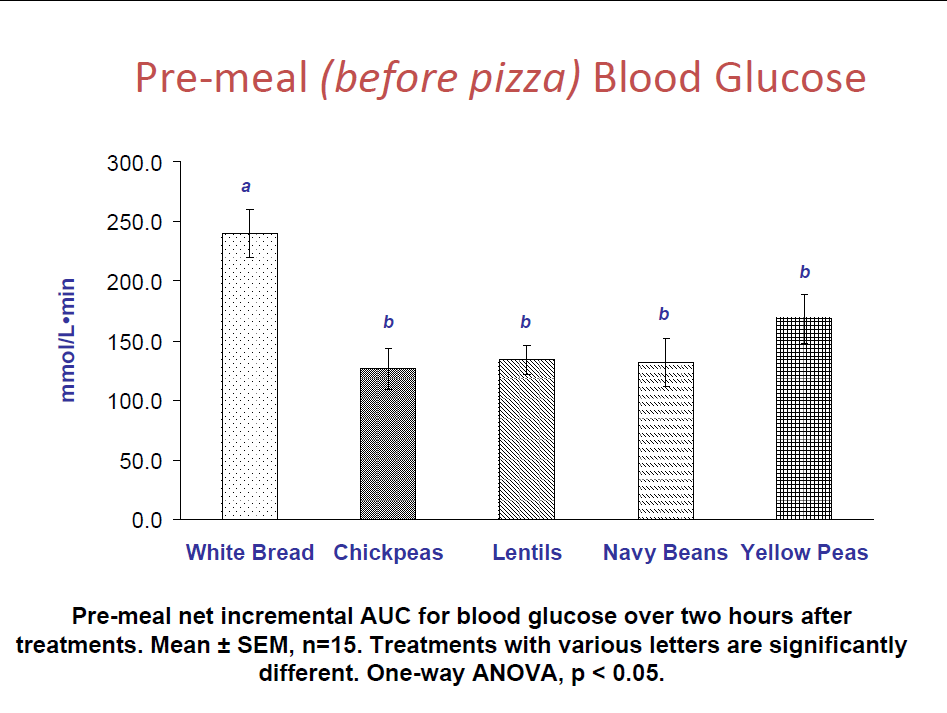 Pre-meal (before pizza) Blood Glucose
300.0
250.0
200.0
150.0
100.0
50.0
0.0
mmol/L•min
a
b
b
b
b
White Bread
Chickpeas
Lentils
Navy Beans
Yellow Peas
Pre-meal net incremental AUC for blood glucose over two hours after
treatments. Mean ± SEM, n=15. Treatments with various letters are significantly
different. One-way ANOVA, p < 0.05.